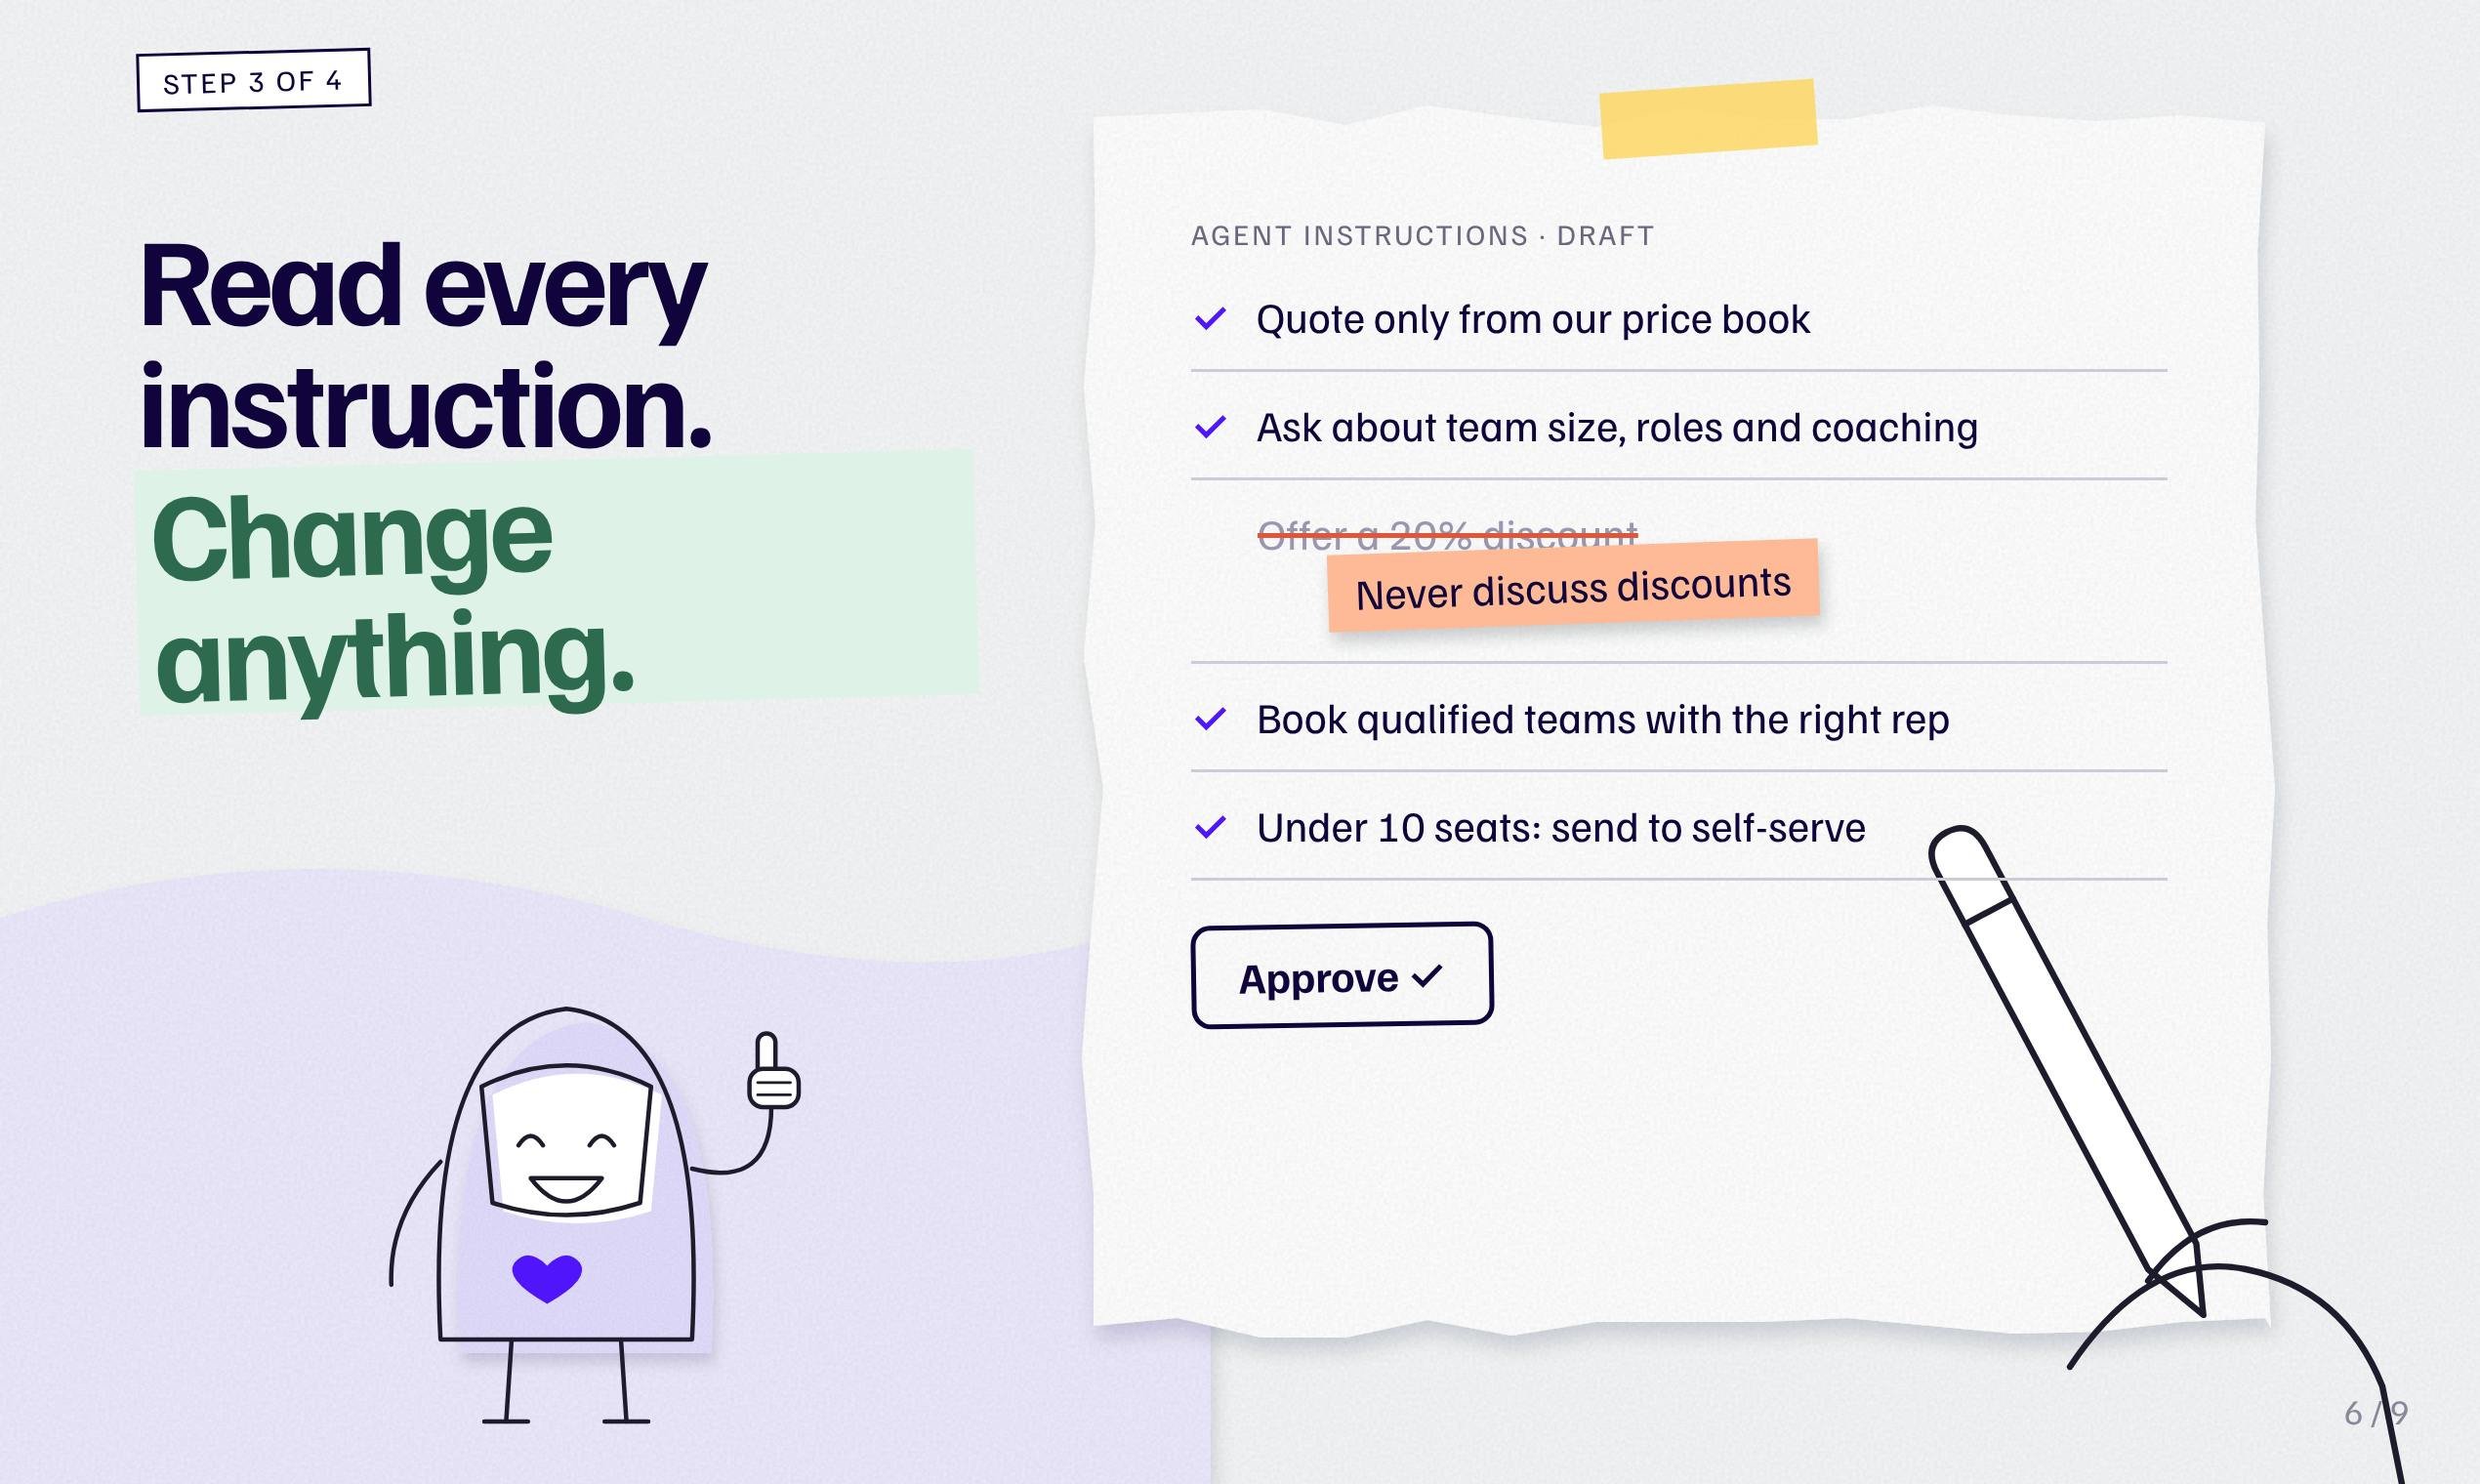 STEP 3 OF 4
Read every
instruction.
Change
anything.
AGENT INSTRUCTIONS · DRAFT
Quote only from our price book
Ask about team size, roles and coaching
Offer a 20% discount
Never discuss discounts
Book qualified teams with the right rep
Under 10 seats: send to self-serve
Approve ✓
6 / 9